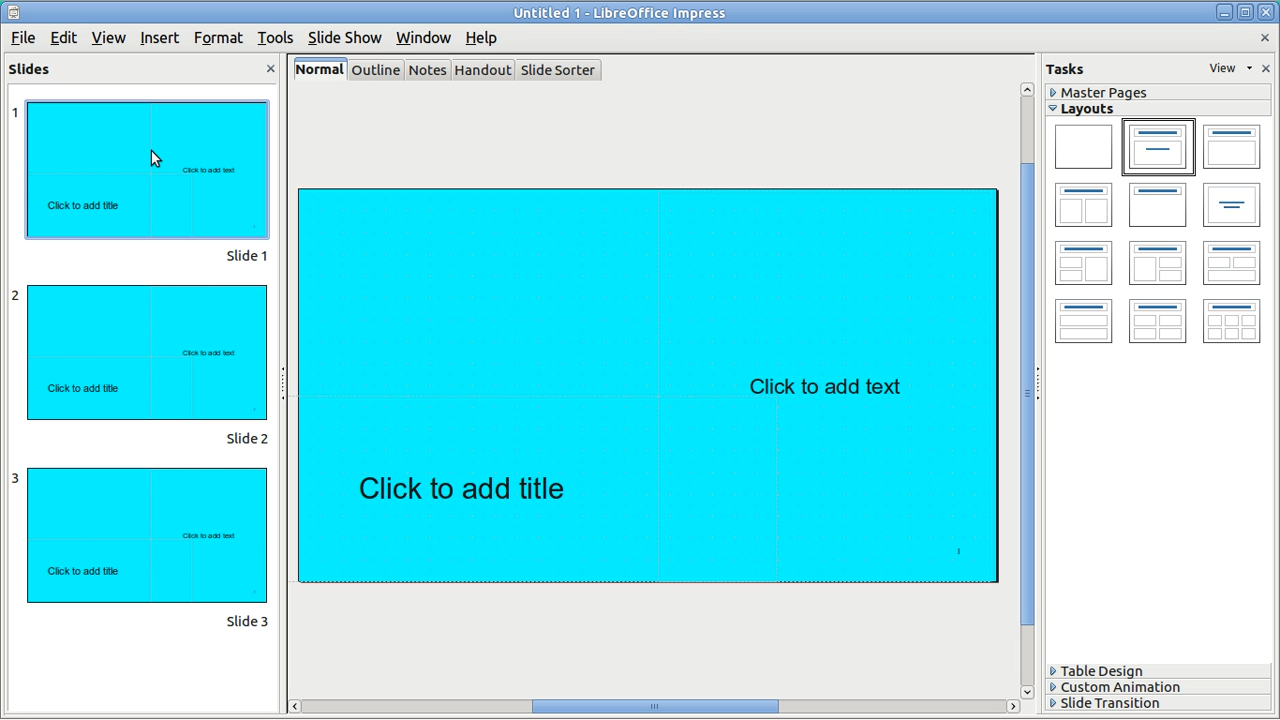 Untitled 1 - LibreOffice Impress
File Edit View Insert Format Tools Slide Show Window Help
Slides
Normal Outline Notes Handout Slide Sorter
Tasks View
Master Pages
Layouts
1
Click to add text
Click to add title
Slide 1
2
Click to add text
Click to add title
Slide 2
3
Click to add text
Click to add title
Slide 3
Click to add text
Click to add title
1
Table Design
Custom Animation
Slide Transition